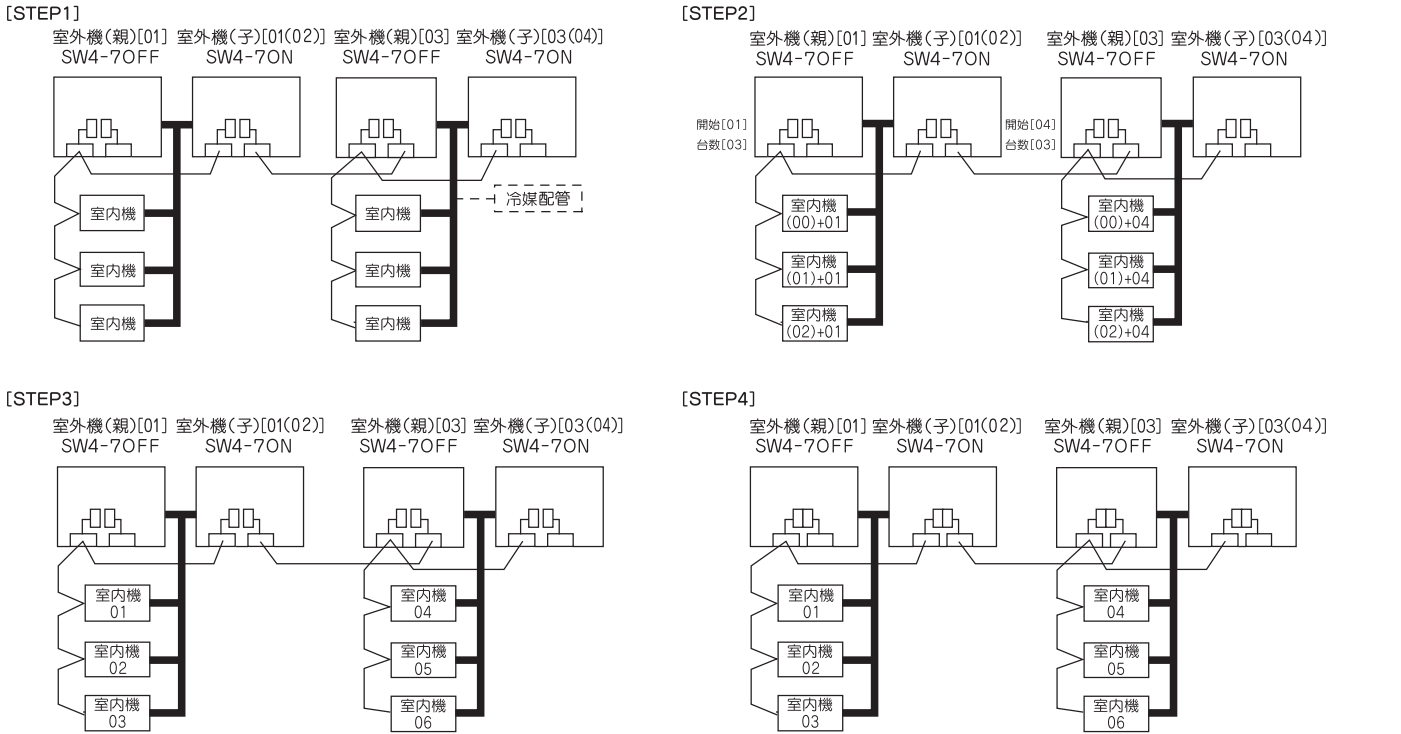 [STEP1]
室外機(親)[01] 室外機(子)[01(02)] 室外機(親)[03] 室外機(子)[03(04)]
SW4-7OFF SW4-7ON SW4-7OFF SW4-7ON
冷媒配管
室内機 室内機
室内機 室内機
室内機 室内機
[STEP2]
室外機(親)[01] 室外機(子)[01(02)] 室外機(親)[03] 室外機(子)[03(04)]
SW4-7OFF SW4-7ON SW4-7OFF SW4-7ON
開始[01] 開始[04]
台数[03] 台数[03]
室内機 室内機
(00)+01 (00)+04
室内機 室内機
(01)+01 (01)+04
室内機 室内機
(02)+01 (02)+04
[STEP3]
室外機(親)[01] 室外機(子)[01(02)] 室外機(親)[03] 室外機(子)[03(04)]
SW4-7OFF SW4-7ON SW4-7OFF SW4-7ON
室内機 室内機
01 04
室内機 室内機
02 05
室内機 室内機
03 06
[STEP4]
室外機(親)[01] 室外機(子)[01(02)] 室外機(親)[03] 室外機(子)[03(04)]
SW4-7OFF SW4-7ON SW4-7OFF SW4-7ON
室内機 室内機
01 04
室内機 室内機
02 05
室内機 室内機
03 06